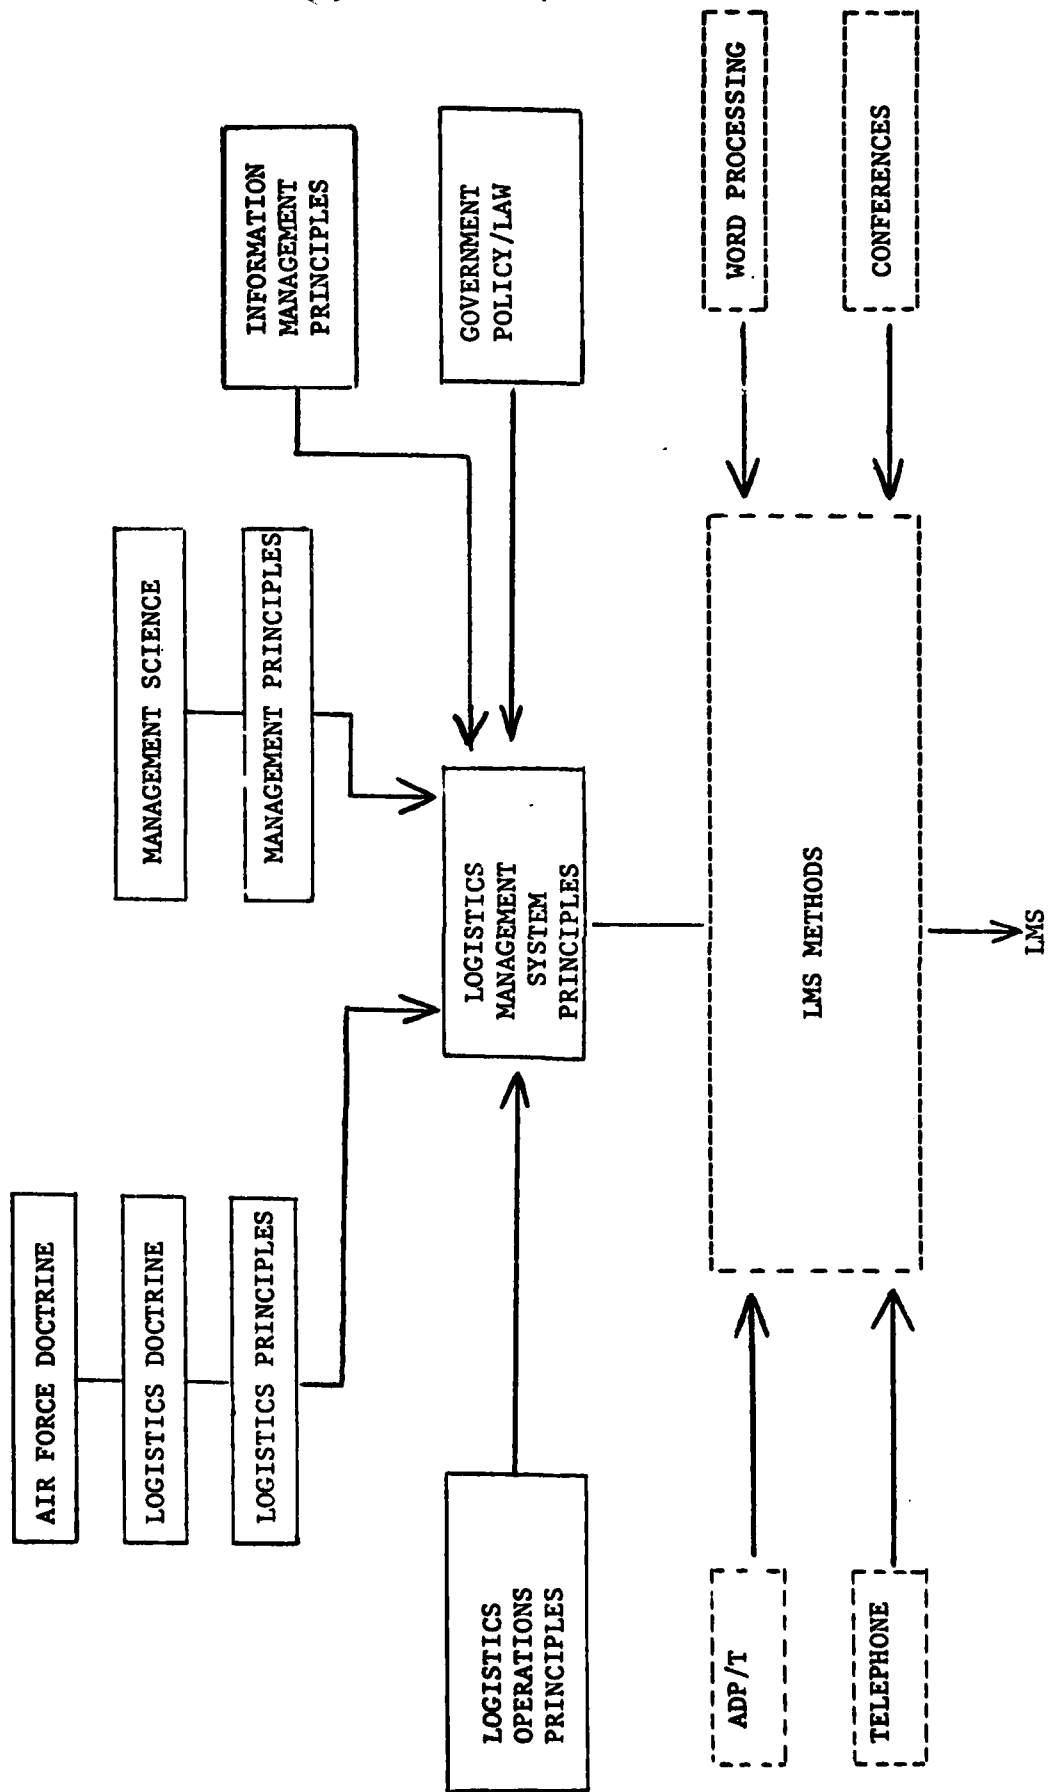 AIR FORCE DOCTRINE
LOGISTICS DOCTRINE
LOGISTICS PRINCIPLES
MANAGEMENT SCIENCE
MANAGEMENT PRINCIPLES
INFORMATION
MANAGEMENT
PRINCIPLES
LOGISTICS
OPERATIONS
PRINCIPLES
LOGISTICS
MANAGEMENT
SYSTEM
PRINCIPLES
GOVERNMENT
POLICY/LAW
ADP/T
TELEPHONE
LMS METHODS
WORD PROCESSING
CONFERENCES
LMS